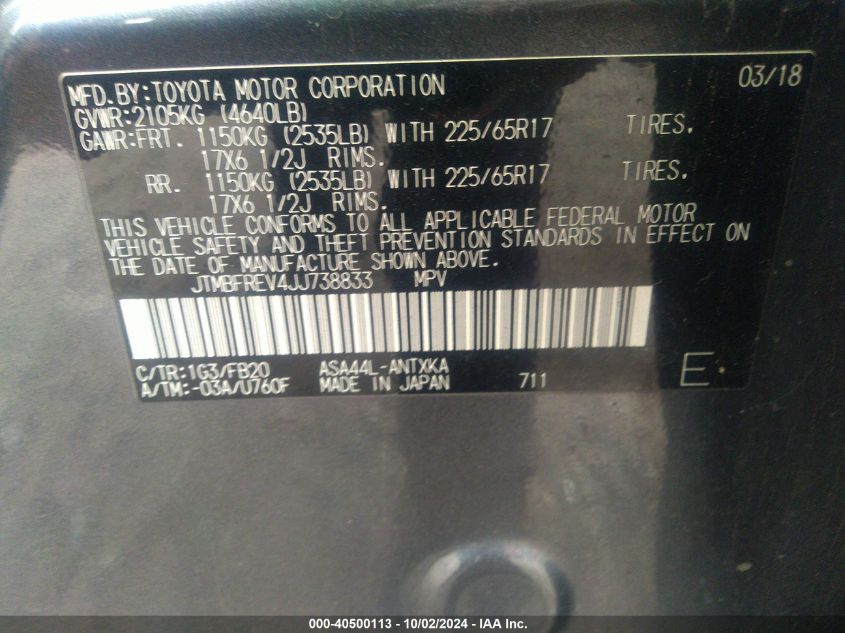 MFD.BY:TOYOTA MOTOR CORPORATION 03/18
GVWR:2105KG (4640LB)
GAWR:FRT. 1150KG (2535LB) WITH 225/65R17 TIRES.
17X6 1/2J RIMS.
RR. 1150KG (2535LB) WITH 225/65R17 TIRES.
17X6 1/2J RIMS.
THIS VEHICLE CONFORMS TO ALL APPLICABLE FEDERAL MOTOR
VEHICLE SAFETY AND THEFT PREVENTION STANDARDS IN EFFECT ON
THE DATE OF MANUFACTURE SHOWN ABOVE.
JTMBFREV4JJ738833 MPV
C/TR:1G3/FB20 ASA44L-ANTXKA
A/TM:-03A/U760F MADE IN JAPAN 711 E
000-40500113 - 10/02/2024 - IAA Inc.